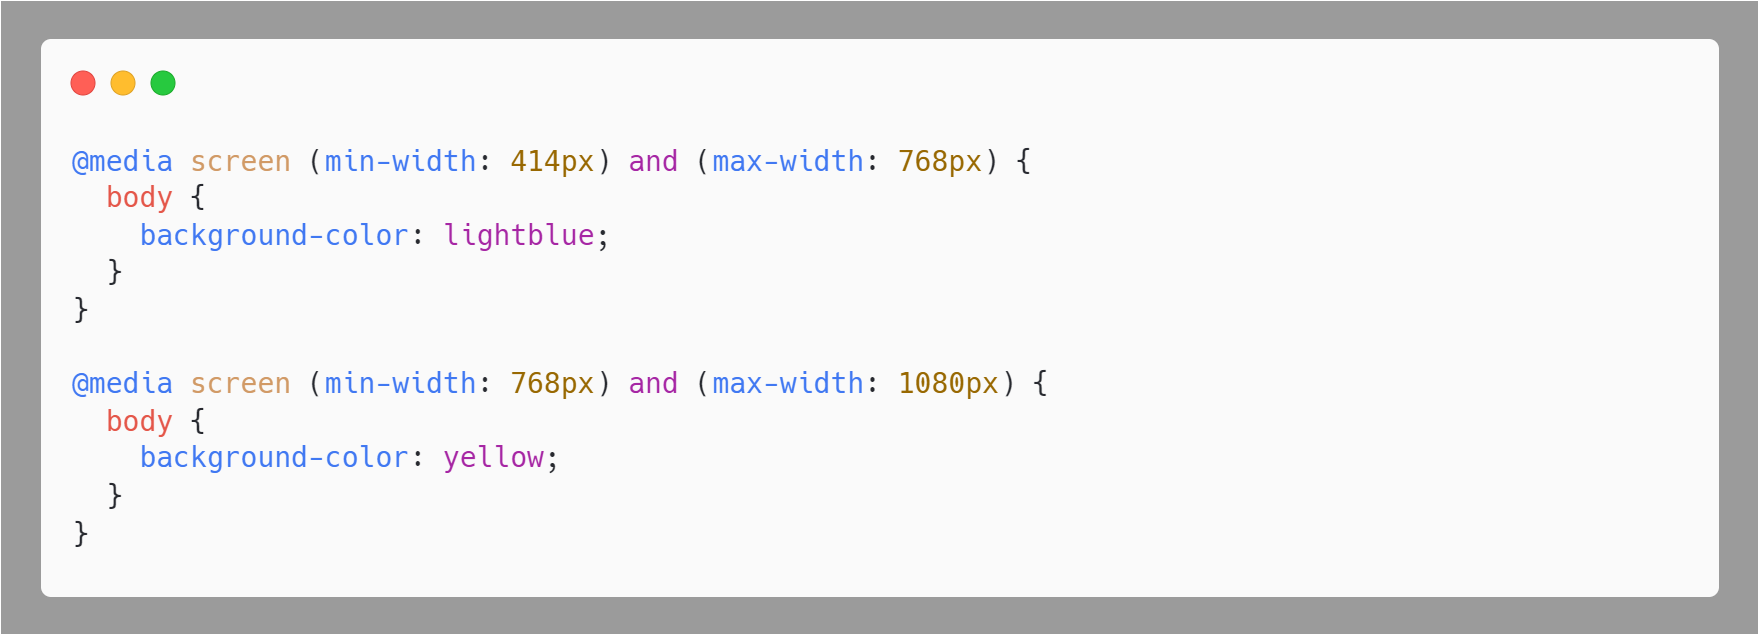 @media screen (min-width: 414px) and (max-width: 768px) {
  body {
    background-color: lightblue;
  }
}

@media screen (min-width: 768px) and (max-width: 1080px) {
  body {
    background-color: yellow;
  }
}